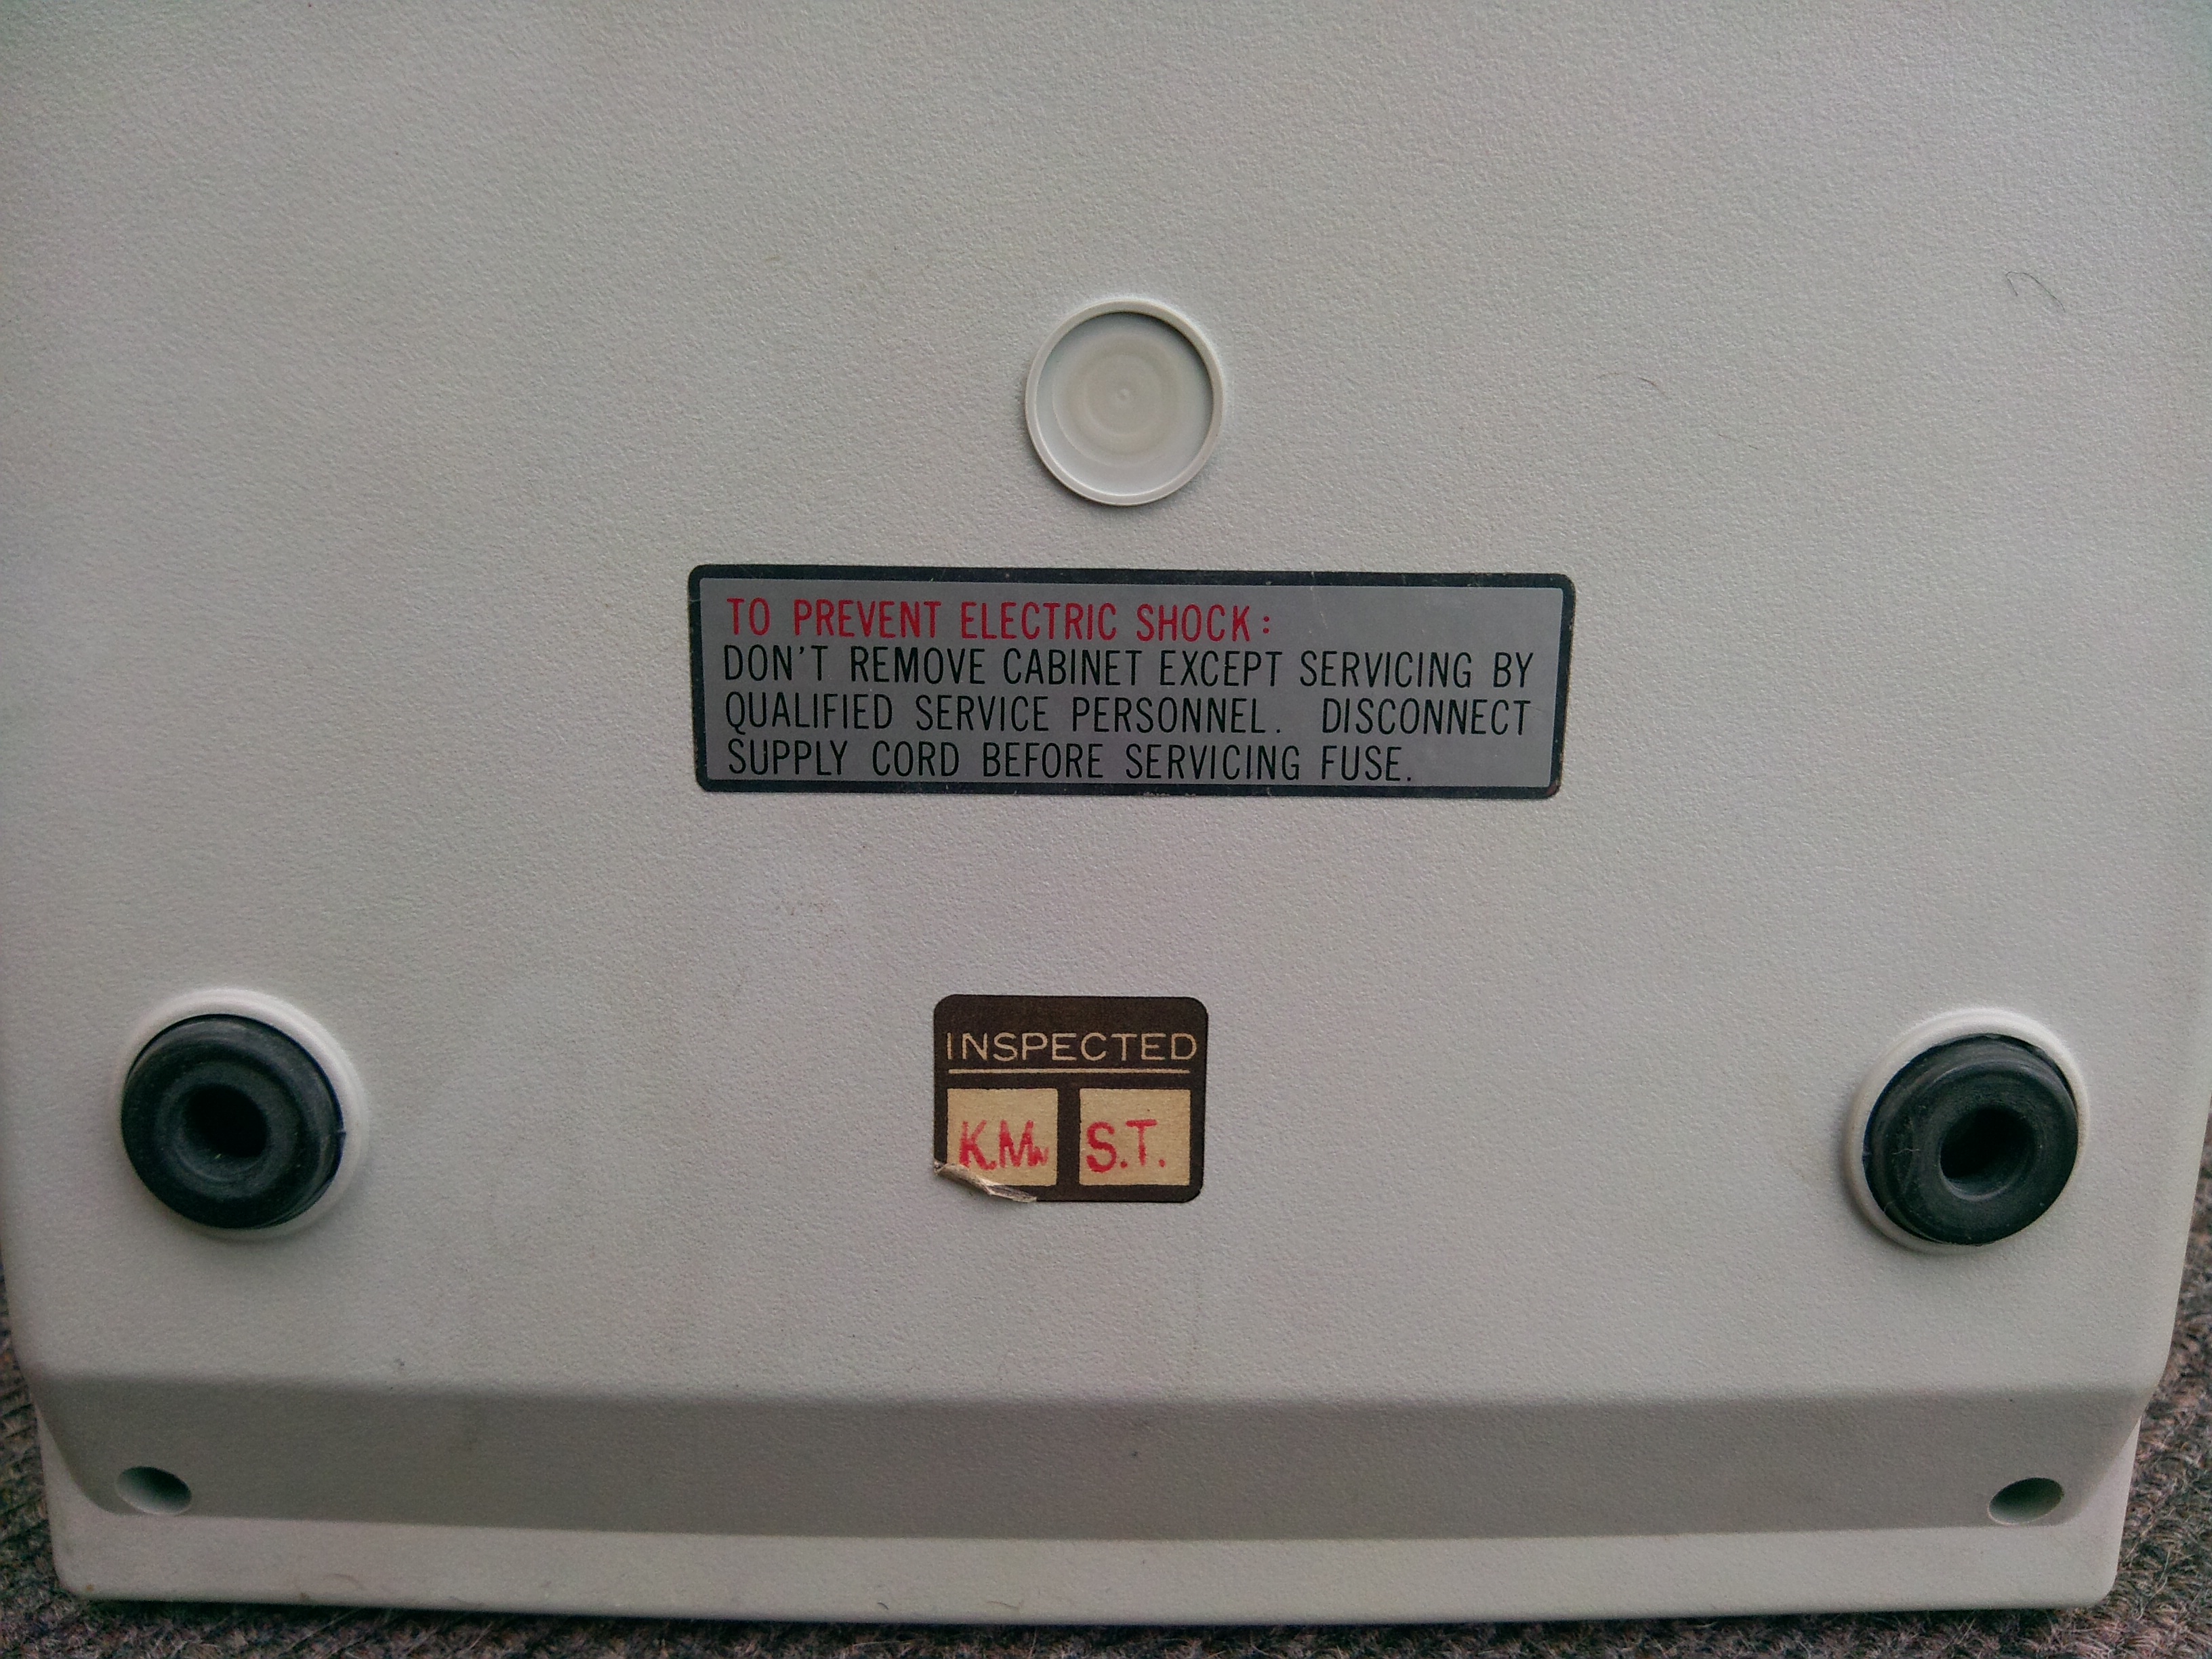 TO PREVENT ELECTRIC SHOCK:
DON'T REMOVE CABINET EXCEPT SERVICING BY
QUALIFIED SERVICE PERSONNEL. DISCONNECT
SUPPLY CORD BEFORE SERVICING FUSE.
INSPECTED
K.Mw S.T.